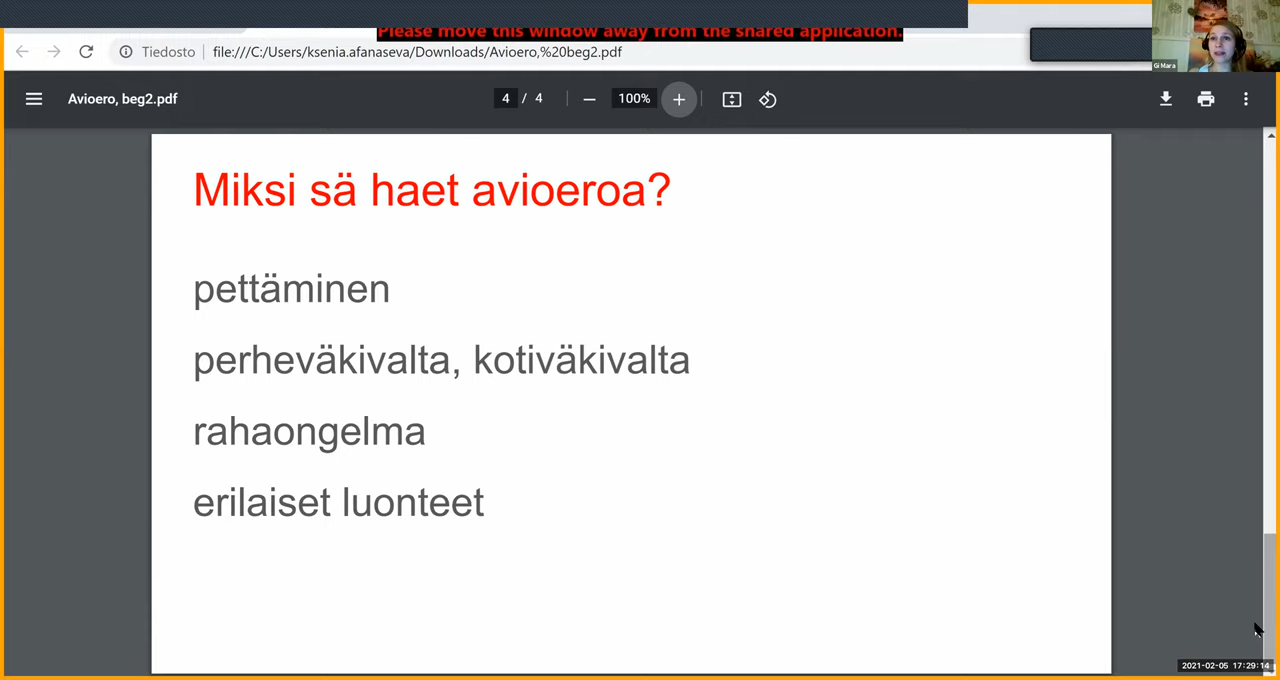 Please move this window away from the shared application.
Tiedosto file:///C:/Users/ksenia.afanaseva/Downloads/Avioero,%20beg2.pdf
Gi Mara
Avioero, beg2.pdf 4 / 4 100%
Miksi sä haet avioeroa?
pettäminen
perheväkivalta, kotiväkivalta
rahaongelma
erilaiset luonteet
2021-02-05 17:29:14